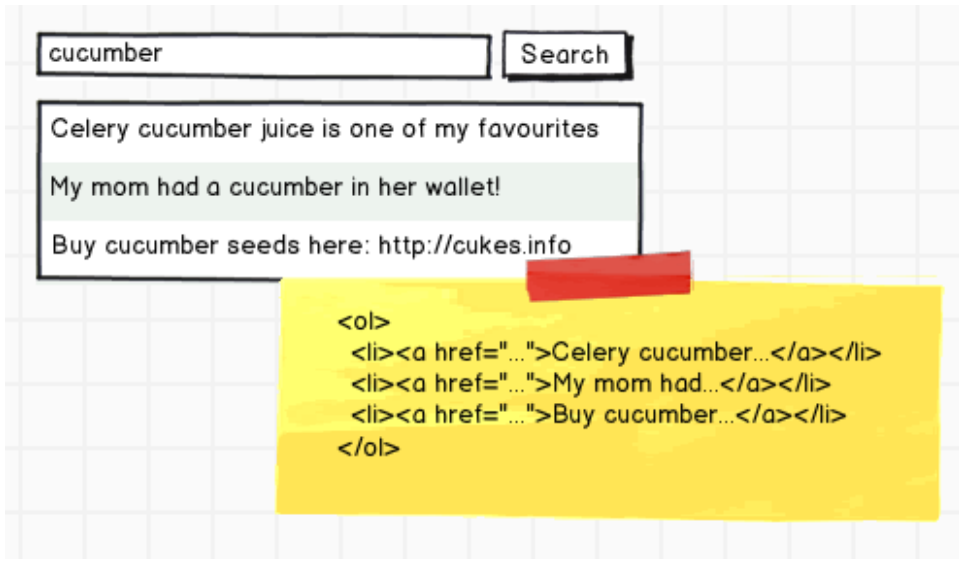 cucumber
Search
Celery cucumber juice is one of my favourites
My mom had a cucumber in her wallet!
Buy cucumber seeds here: http://cukes.info
<ol>
<li><a href="...">Celery cucumber...</a></li>
<li><a href="...">My mom had...</a></li>
<li><a href="...">Buy cucumber...</a></li>
</ol>